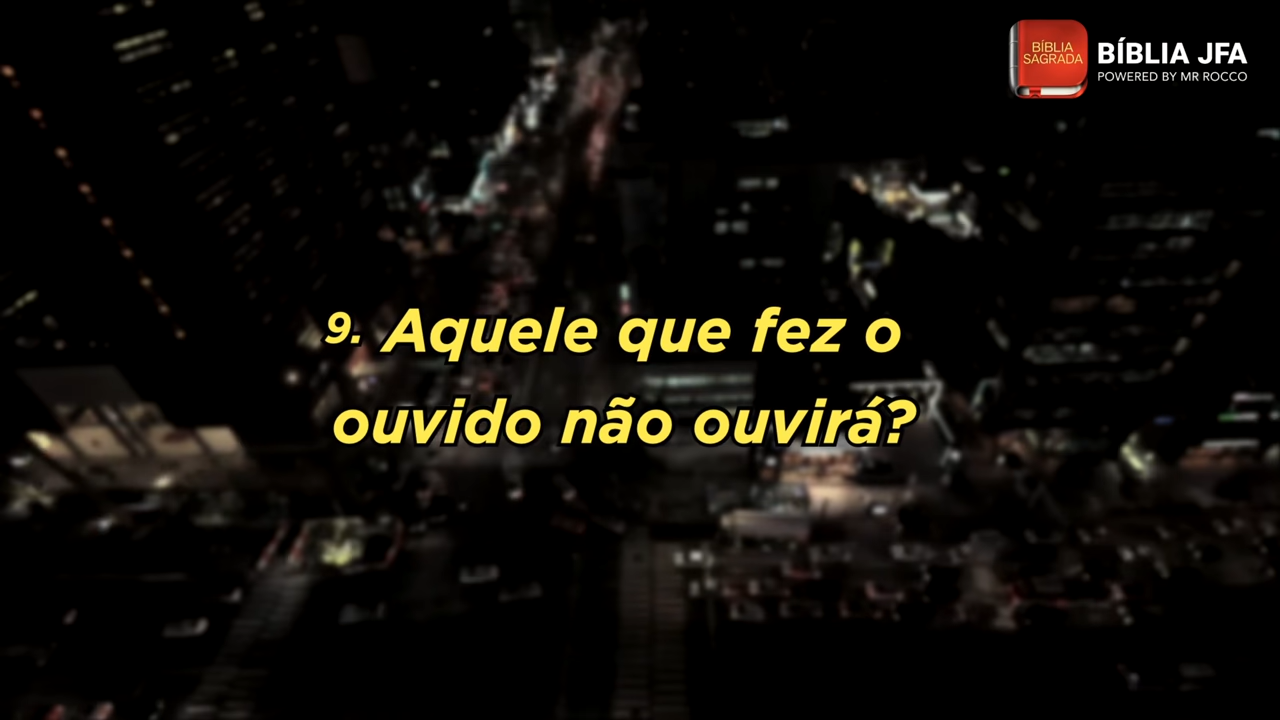 BÍBLIA
SAGRADA
BÍBLIA JFA
POWERED BY MR ROCCO
9. Aquele que fez o
ouvido não ouvirá?